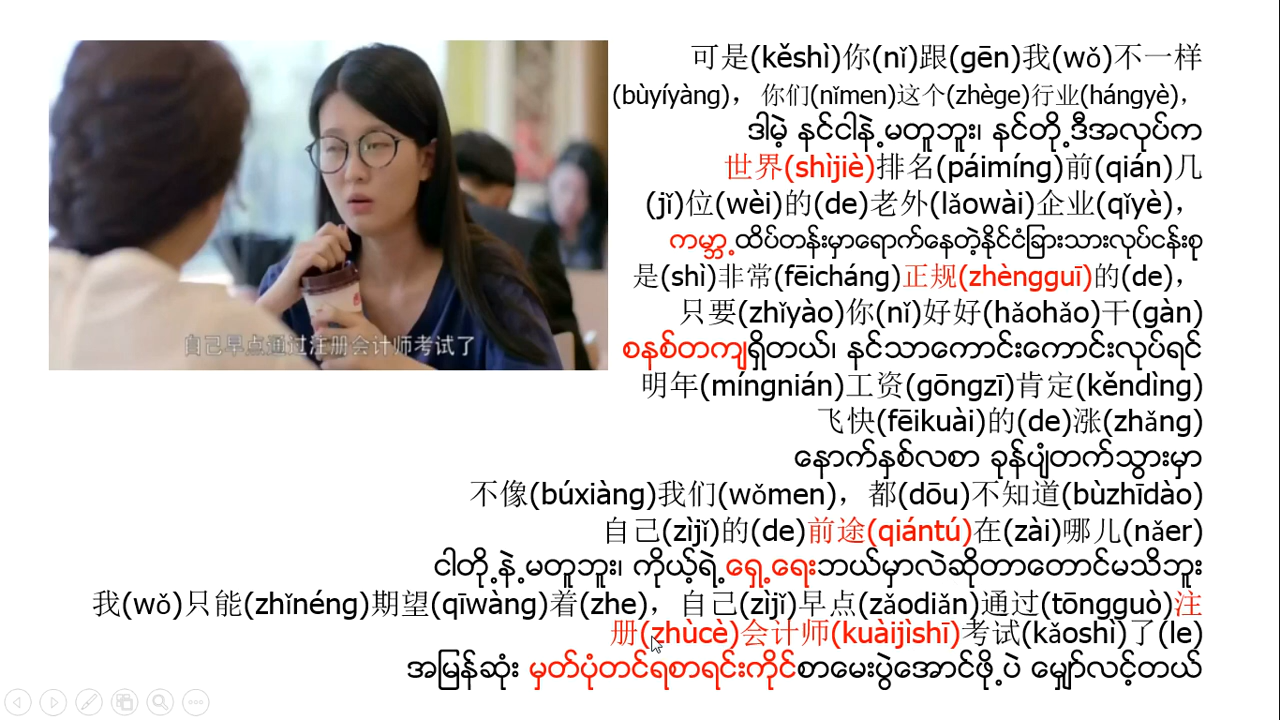 可是(kěshì)你(nǐ)跟(gēn)我(wǒ)不一样
(bùyíyàng)，你们(nǐmen)这个(zhège)行业(hángyè)，
ဒါမဲ့ နင်ငါနဲ့ မတူဘူး၊ နင်တို့ဒီအလုပ်က
世界(shìjiè)排名(páimíng)前(qián)几
(jǐ)位(wèi)的(de)老外(lǎowài)企业(qǐyè)，
ကမ္ဘာ့ထိပ်တန်းမှာရောက်နေတဲ့နိုင်ငံခြားသားလုပ်ငန်းစု
是(shì)非常(fēicháng)正规(zhèngguī)的(de)，
只要(zhǐyào)你(nǐ)好好(hǎohǎo)干(gàn)
စနစ်တကျရှိတယ်၊ နင်သာကောင်းကောင်းလုပ်ရင်
明年(míngnián)工资(gōngzī)肯定(kěndìng)
飞快(fēikuài)的(de)涨(zhǎng)
နောက်နှစ်လစာ ခုန်ပျံတက်သွားမှာ
不像(búxiàng)我们(wǒmen)，都(dōu)不知道(bùzhīdào)
自己(zìjǐ)的(de)前途(qiántú)在(zài)哪儿(nǎer)
ငါတို့နဲ့မတူဘူး၊ ကိုယ့်ရဲ့ရှေ့ရေးဘယ်မှာလဲဆိုတာတောင်မသိဘူး
我(wǒ)只能(zhǐnéng)期望(qīwàng)着(zhe)，自己(zìjǐ)早点(zǎodiǎn)通过(tōngguò)注
册(zhùcè)会计师(kuàijìshī)考试(kǎoshì)了(le)
အမြန်ဆုံး မှတ်ပုံတင်ရစာရင်းကိုင်စာမေးပွဲအောင်ဖို့ပဲ မျှော်လင့်တယ်
自己早点通过注册会计师考试了